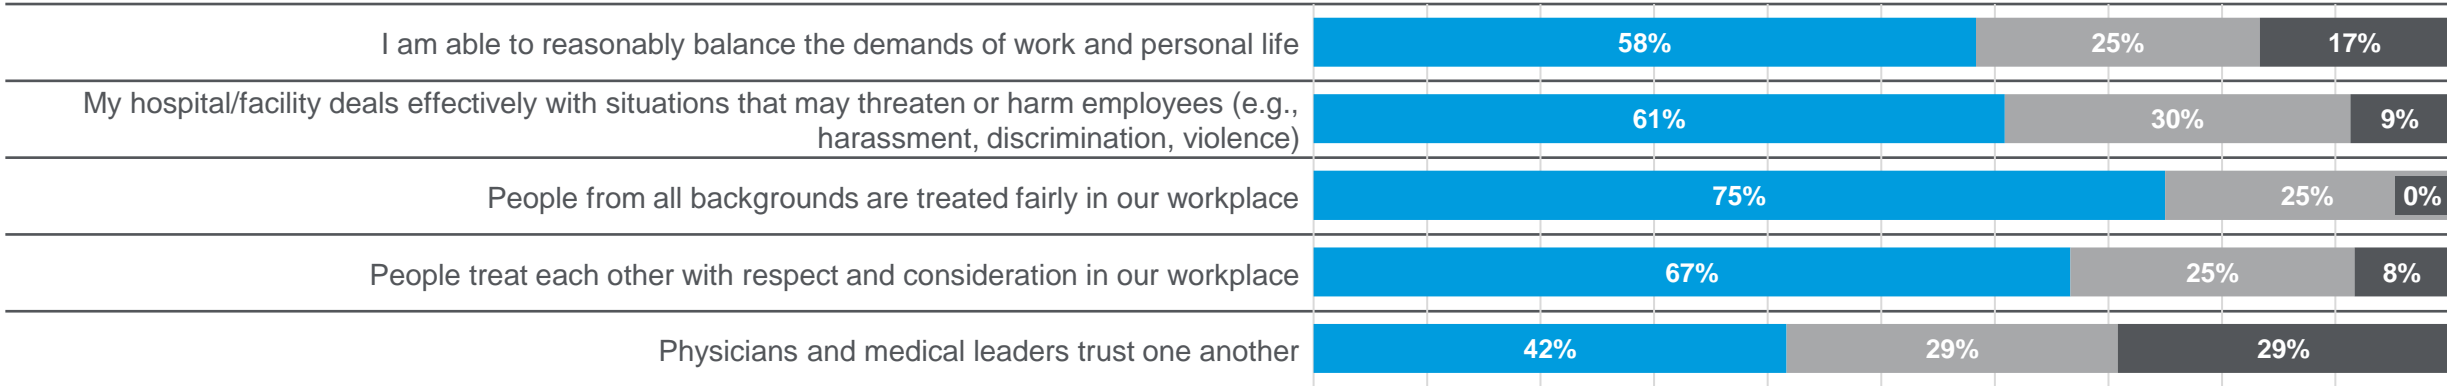 I am able to reasonably balance the demands of work and personal life 58% 25% 17%
My hospital/facility deals effectively with situations that may threaten or harm employees (e.g.,
harassment, discrimination, violence) 61% 30% 9%
People from all backgrounds are treated fairly in our workplace 75% 25% 0%
People treat each other with respect and consideration in our workplace 67% 25% 8%
Physicians and medical leaders trust one another 42% 29% 29%